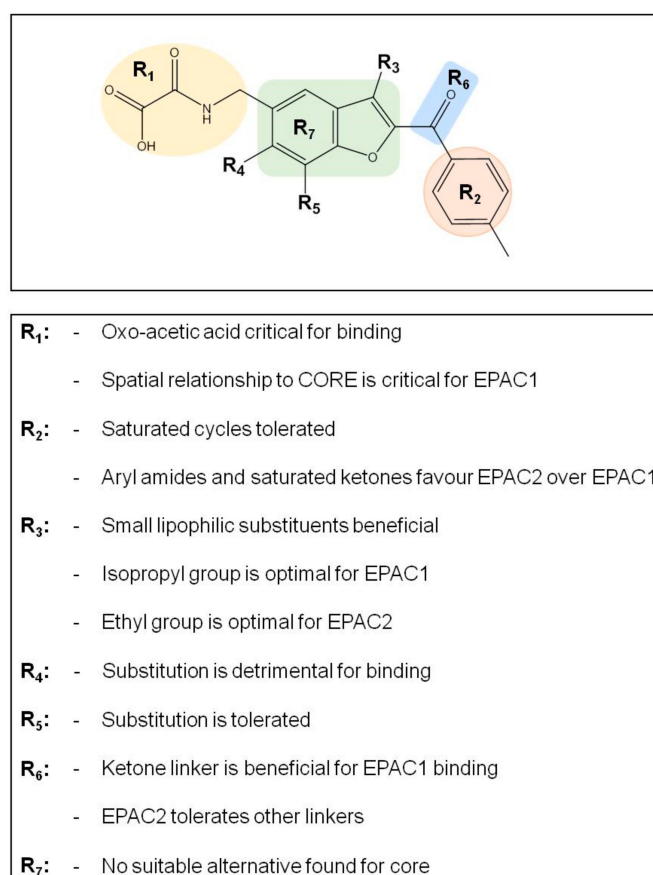 R1
O
O
OH
N
H
R7
R4
R5
R3
O
R6
O
R2
R1: - Oxo-acetic acid critical for binding
- Spatial relationship to CORE is critical for EPAC1
R2: - Saturated cycles tolerated
- Aryl amides and saturated ketones favour EPAC2 over EPAC1
R3: - Small lipophilic substituents beneficial
- Isopropyl group is optimal for EPAC1
- Ethyl group is optimal for EPAC2
R4: - Substitution is detrimental for binding
R5: - Substitution is tolerated
R6: - Ketone linker is beneficial for EPAC1 binding
- EPAC2 tolerates other linkers
R7: - No suitable alternative found for core